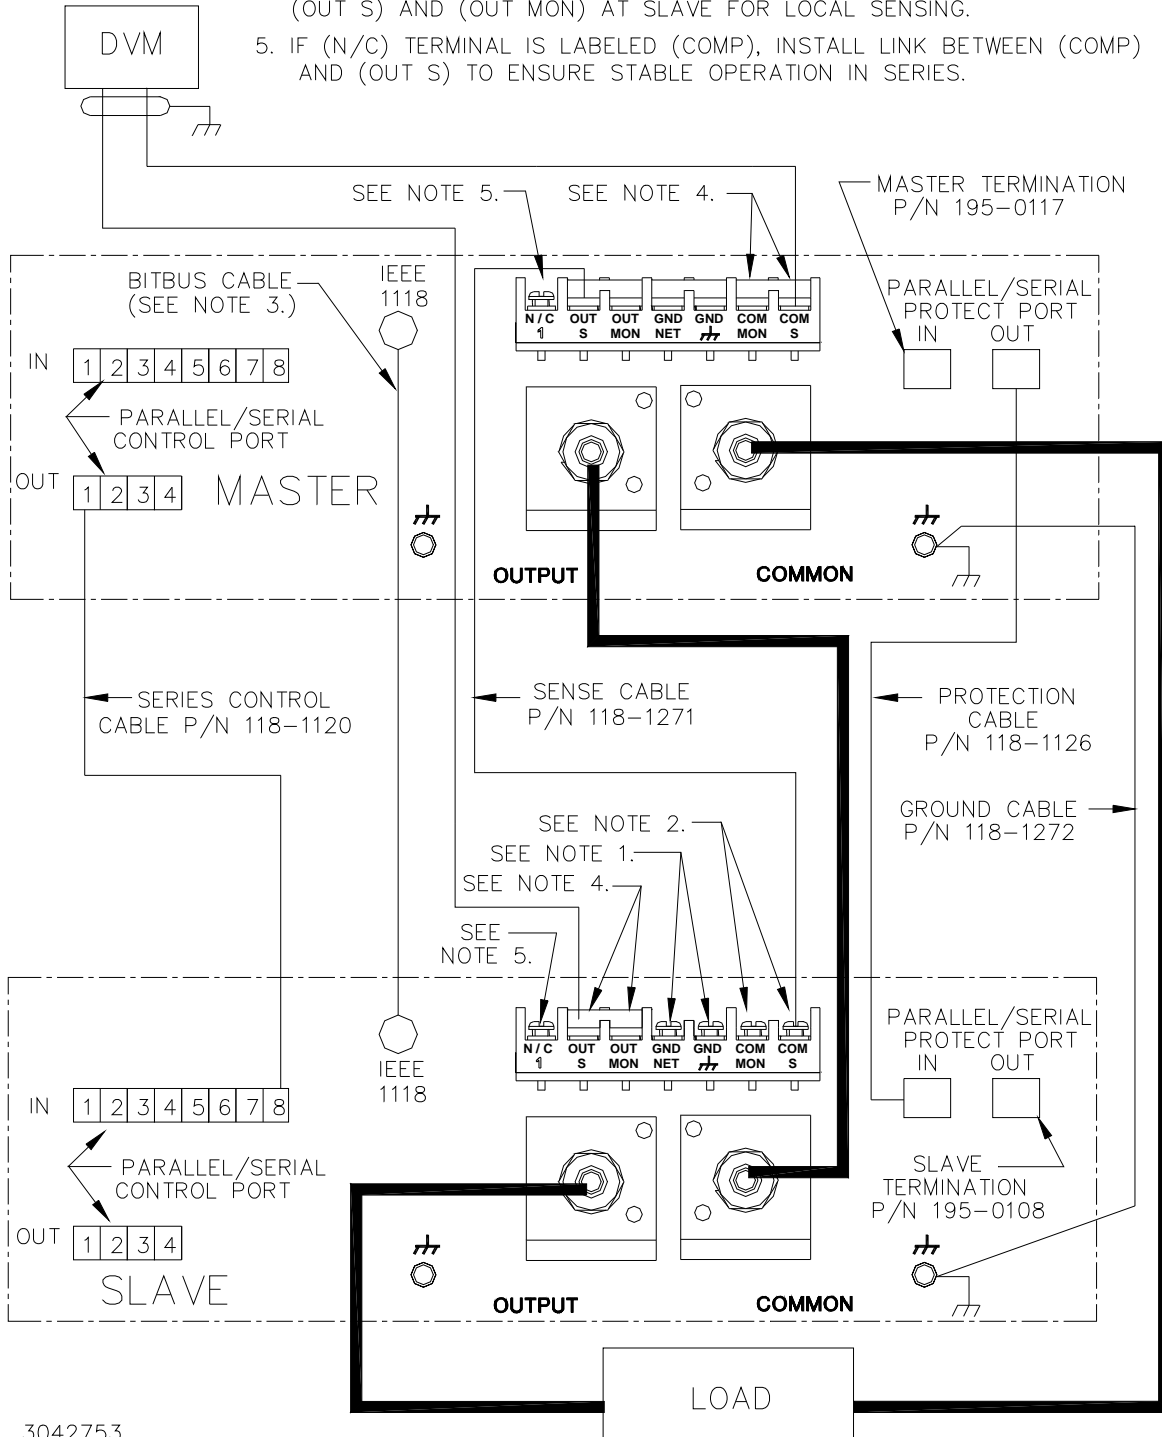 (OUT S) AND (OUT MON) AT SLAVE FOR LOCAL SENSING.
DVM
5. IF (N/C) TERMINAL IS LABELED (COMP), INSTALL LINK BETWEEN (COMP)
AND (OUT S) TO ENSURE STABLE OPERATION IN SERIES.
SEE NOTE 5.
SEE NOTE 4.
MASTER TERMINATION
P/N 195-0117
BITBUS CABLE
(SEE NOTE 3.)
IEEE
1118
N / C
1
OUT
S
OUT
MON
GND
NET
GND
COM
MON
COM
S
PARALLEL/SERIAL
PROTECT PORT
IN
OUT
IN
1 2 3 4 5 6 7 8
PARALLEL/SERIAL
CONTROL PORT
OUT
1 2 3 4
MASTER
OUTPUT
COMMON
SERIES CONTROL
CABLE P/N 118-1120
SENSE CABLE
P/N 118-1271
PROTECTION
CABLE
P/N 118-1126
GROUND CABLE
P/N 118-1272
SEE NOTE 2.
SEE NOTE 1.
SEE NOTE 4.
SEE
NOTE 5.
IEEE
1118
N / C
1
OUT
S
OUT
MON
GND
NET
GND
COM
MON
COM
S
PARALLEL/SERIAL
PROTECT PORT
IN
OUT
IN
1 2 3 4 5 6 7 8
PARALLEL/SERIAL
CONTROL PORT
OUT
1 2 3 4
SLAVE
SLAVE
TERMINATION
P/N 195-0108
OUTPUT
COMMON
LOAD
3042753